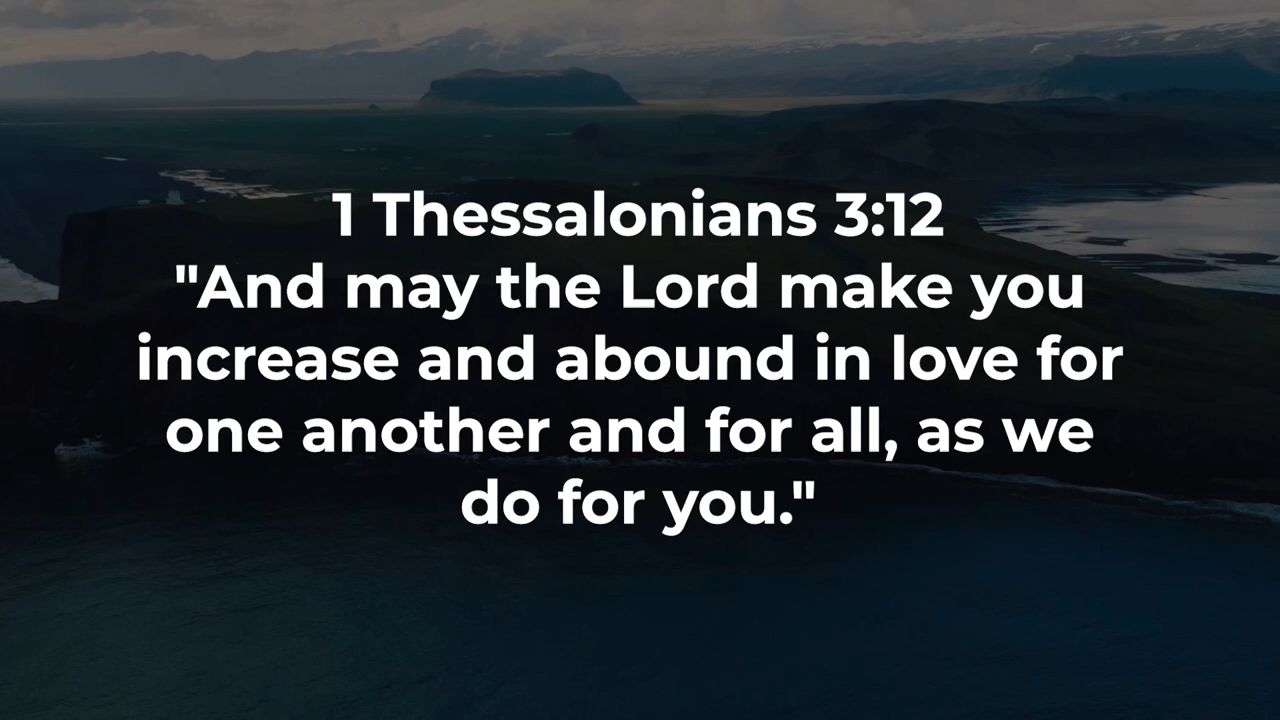 1 Thessalonians 3:12
"And may the Lord make you
increase and abound in love for
one another and for all, as we
do for you."